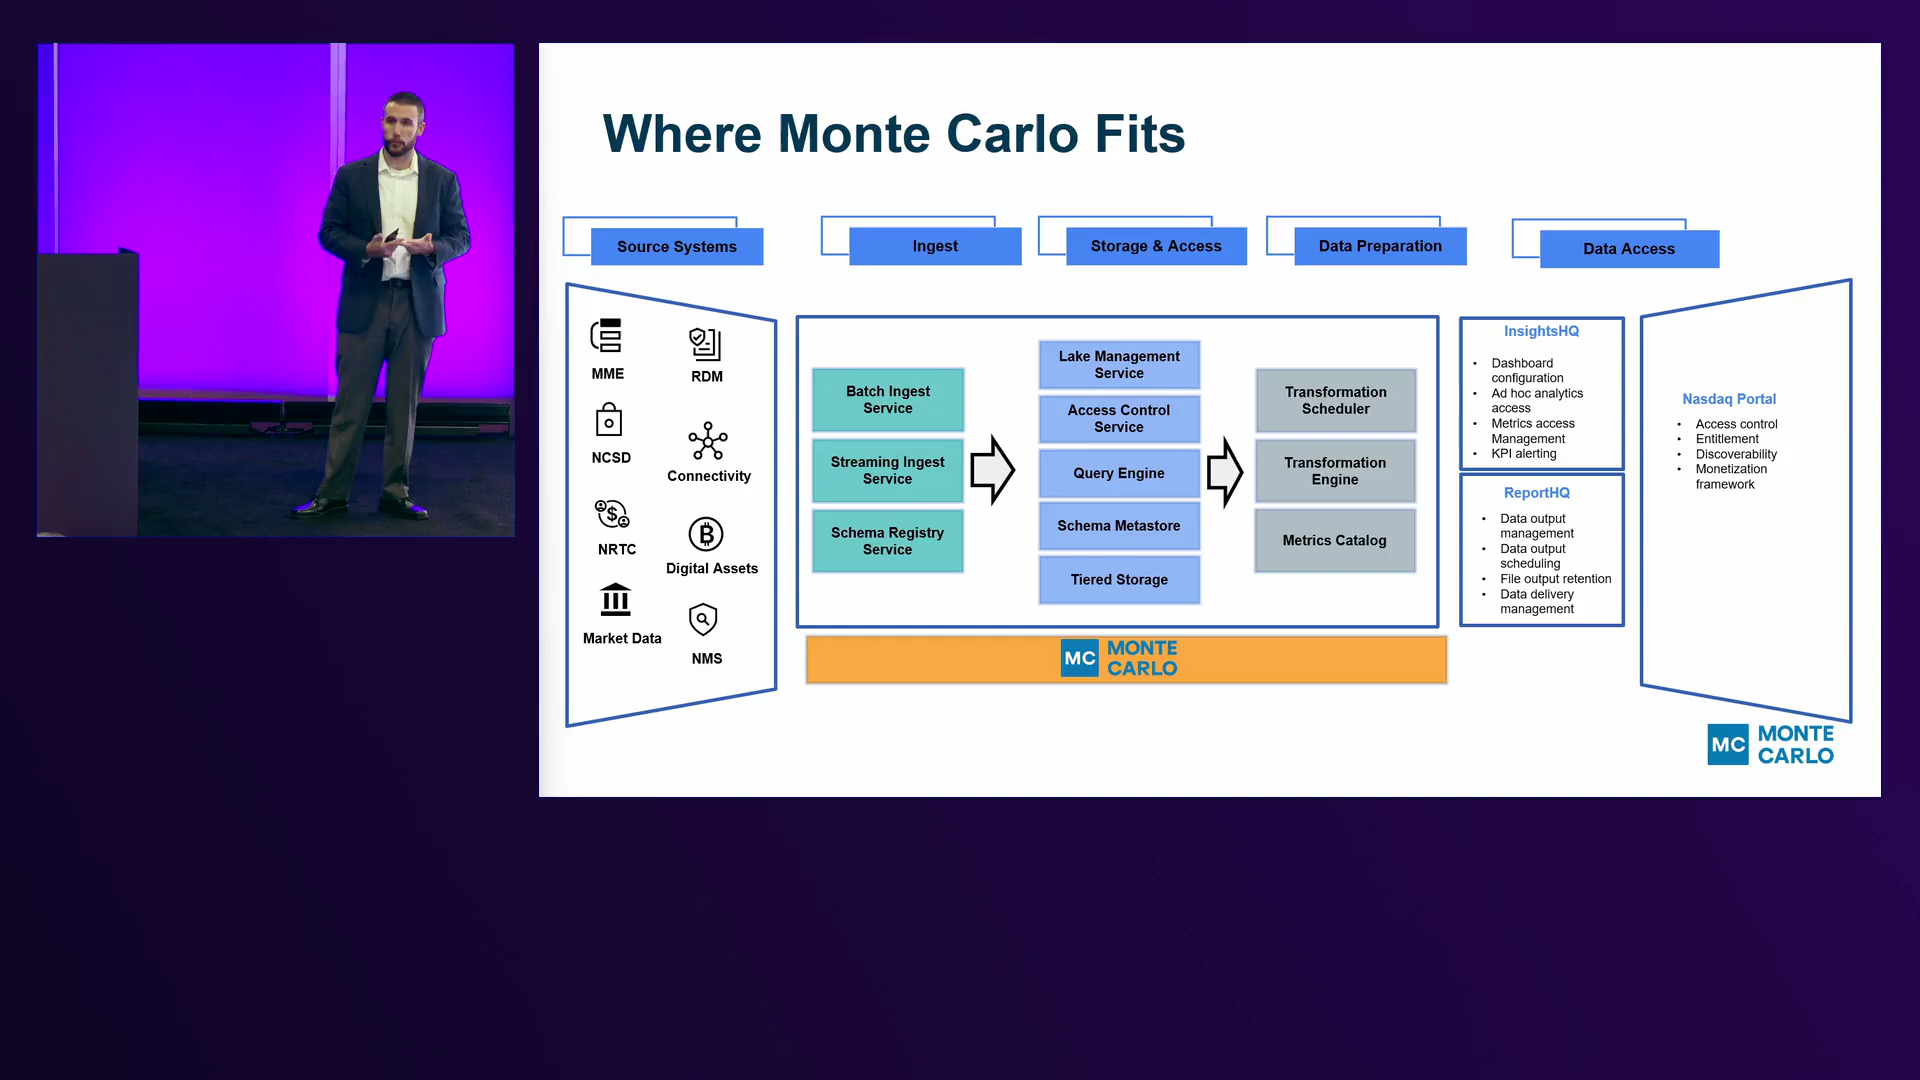 Where Monte Carlo Fits
Source Systems
Ingest
Storage & Access
Data Preparation
Data Access
MME
RDM
NCSD
Connectivity
NRTC
Digital Assets
Market Data
NMS
Batch Ingest
Service
Streaming Ingest
Service
Schema Registry
Service
Lake Management
Service
Access Control
Service
Query Engine
Schema Metastore
Tiered Storage
Transformation
Scheduler
Transformation
Engine
Metrics Catalog
InsightsHQ
• Dashboard
configuration
• Ad hoc analytics
access
• Metrics access
Management
• KPI alerting
ReportHQ
• Data output
management
• Data output
scheduling
• File output retention
• Data delivery
management
Nasdaq Portal
• Access control
• Entitlement
• Discoverability
• Monetization
framework
MC MONTE
CARLO
MC MONTE
CARLO